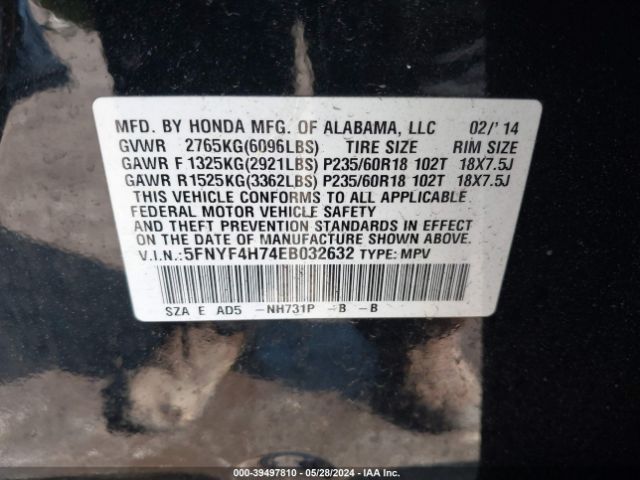 MFD. BY HONDA MFG. OF ALABAMA, LLC 02/'14
GVWR 2765KG(6096LBS) TIRE SIZE RIM SIZE
GAWR F 1325KG(2921LBS) P235/60R18 102T 18X7.5J
GAWR R1525KG(3362LBS) P235/60R18 102T 18X7.5J
THIS VEHICLE CONFORMS TO ALL APPLICABLE
FEDERAL MOTOR VEHICLE SAFETY
AND THEFT PREVENTION STANDARDS IN EFFECT
ON THE DATE OF MANUFACTURE SHOWN ABOVE.
V.I.N.:5FNYF4H74EB032632 TYPE: MPV
SZA E AD5 -NH731P -B -B
000-39497810 - 05/28/2024 - IAA Inc.